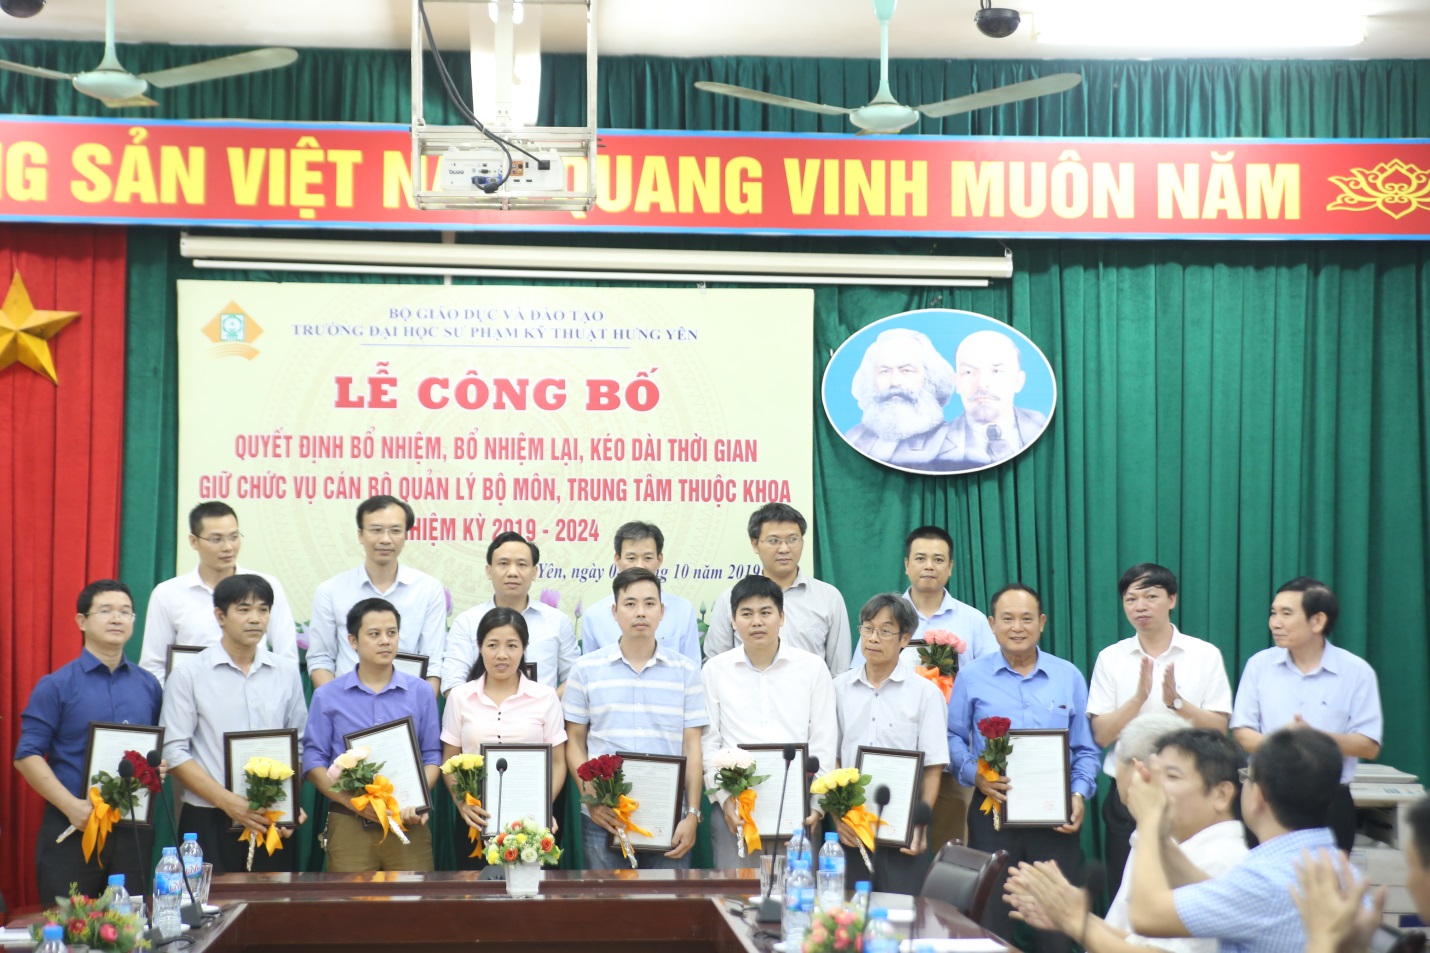 NG SẢN VIỆT N QUANG VINH MUÔN NĂM
BỘ GIÁO DỤC VÀ ĐÀO TẠO
TRƯỜNG ĐẠI HỌC SƯ PHẠM KỸ THUẬT HƯNG YÊN
LỄ CÔNG BỐ
QUYẾT ĐỊNH BỔ NHIỆM, BỔ NHIỆM LẠI, KÉO DÀI THỜI GIAN
GIỮ CHỨC VỤ CÁN BỘ QUẢN LÝ BỘ MÔN, TRUNG TÂM THUỘC KHOA
NHIỆM KỲ 2019 - 2024
Yên, ngày 0 10 năm 2019